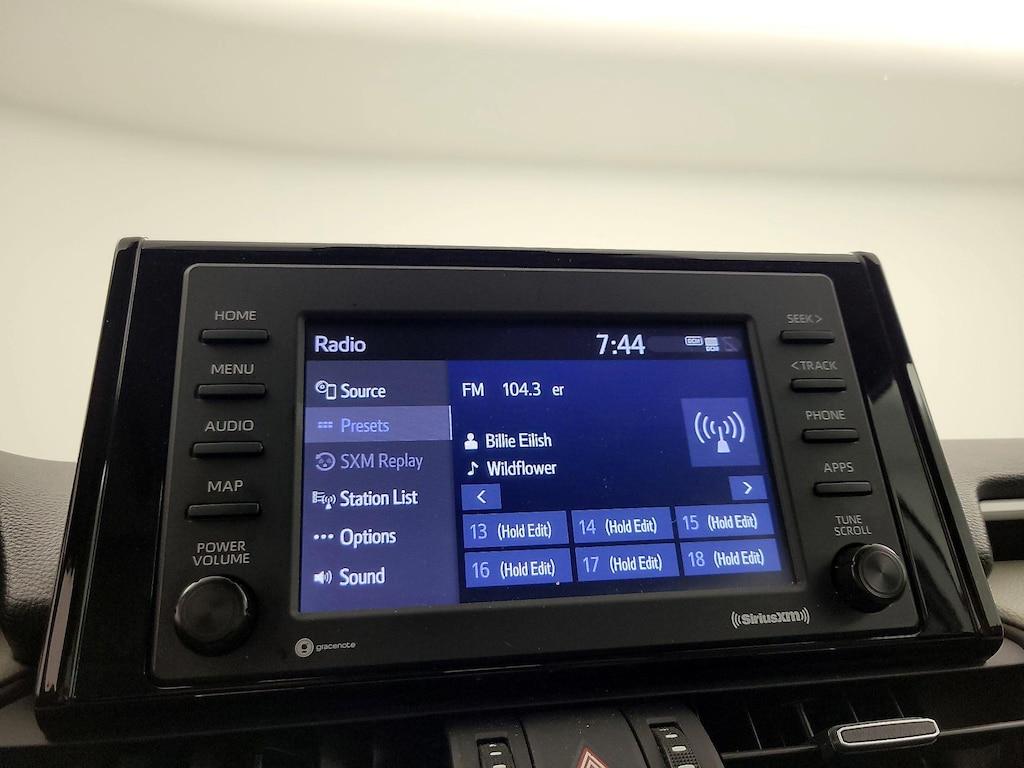 HOME
MENU
AUDIO
MAP
POWER
VOLUME
Radio
7:44
DCM
DCM
Source
Presets
SXM Replay
Station List
Options
Sound
FM 104.3 er
Billie Eilish
Wildflower
<
>
13 (Hold Edit)
14 (Hold Edit)
15 (Hold Edit)
16 (Hold Edit)
17 (Hold Edit)
18 (Hold Edit)
SEEK >
< TRACK
PHONE
APPS
TUNE
SCROLL
gracenote
((SiriusXM))